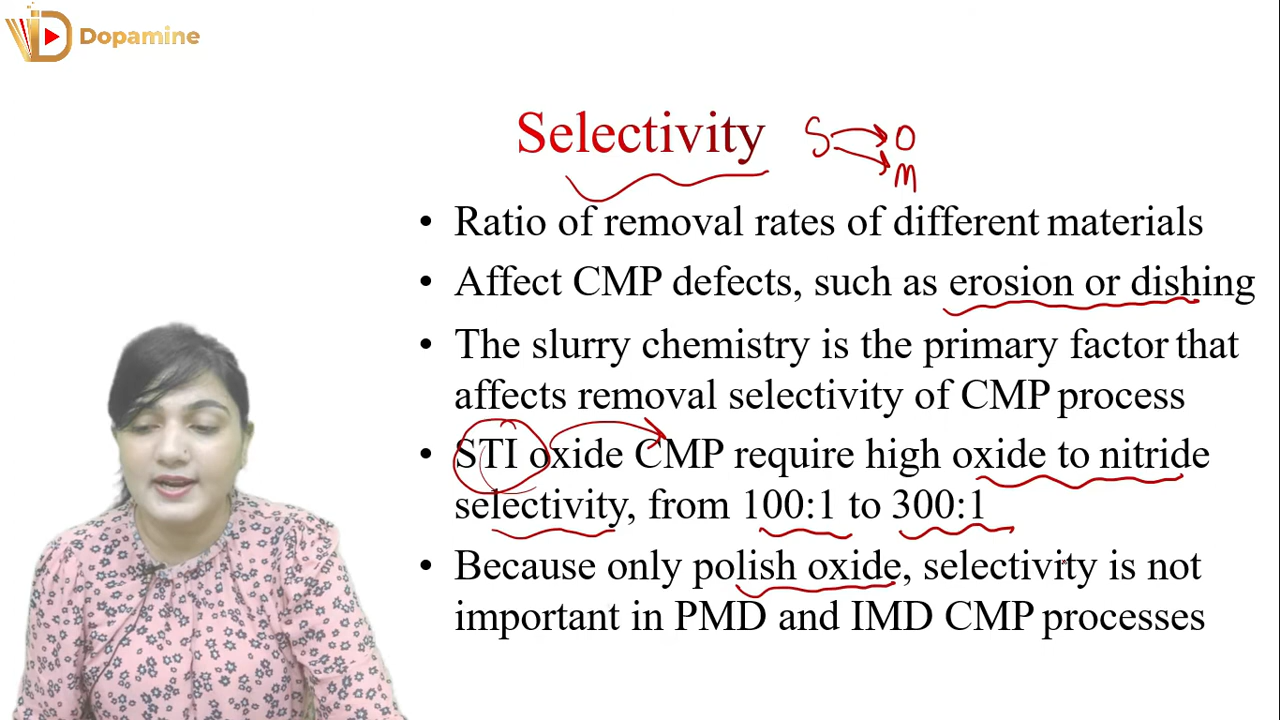 Dopamine
Selectivity S O
M
• Ratio of removal rates of different materials
• Affect CMP defects, such as erosion or dishing
• The slurry chemistry is the primary factor that
affects removal selectivity of CMP process
• STI oxide CMP require high oxide to nitride
selectivity, from 100:1 to 300:1
• Because only polish oxide, selectivity is not
important in PMD and IMD CMP processes